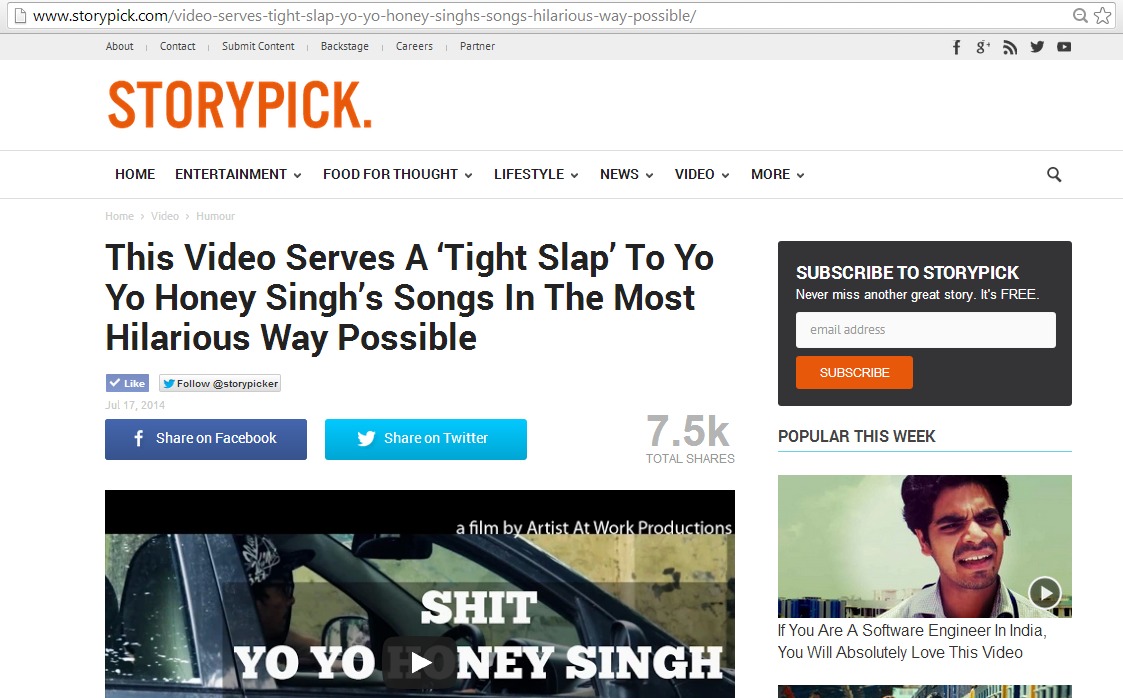 www.storypick.com/video-serves-tight-slap-yo-yo-honey-singhs-songs-hilarious-way-possible/
About Contact Submit Content Backstage Careers Partner
STORYPICK.
HOME ENTERTAINMENT FOOD FOR THOUGHT LIFESTYLE NEWS VIDEO MORE
Home › Video › Humour
This Video Serves A ‘Tight Slap’ To Yo
Yo Honey Singh’s Songs In The Most
Hilarious Way Possible
Like Follow @storypicker
Jul 17, 2014
Share on Facebook Share on Twitter
7.5k
TOTAL SHARES
a film by Artist At Work Productions
SHIT
YO YO HONEY SINGH
SUBSCRIBE TO STORYPICK
Never miss another great story. It's FREE.
email address
SUBSCRIBE
POPULAR THIS WEEK
If You Are A Software Engineer In India,
You Will Absolutely Love This Video